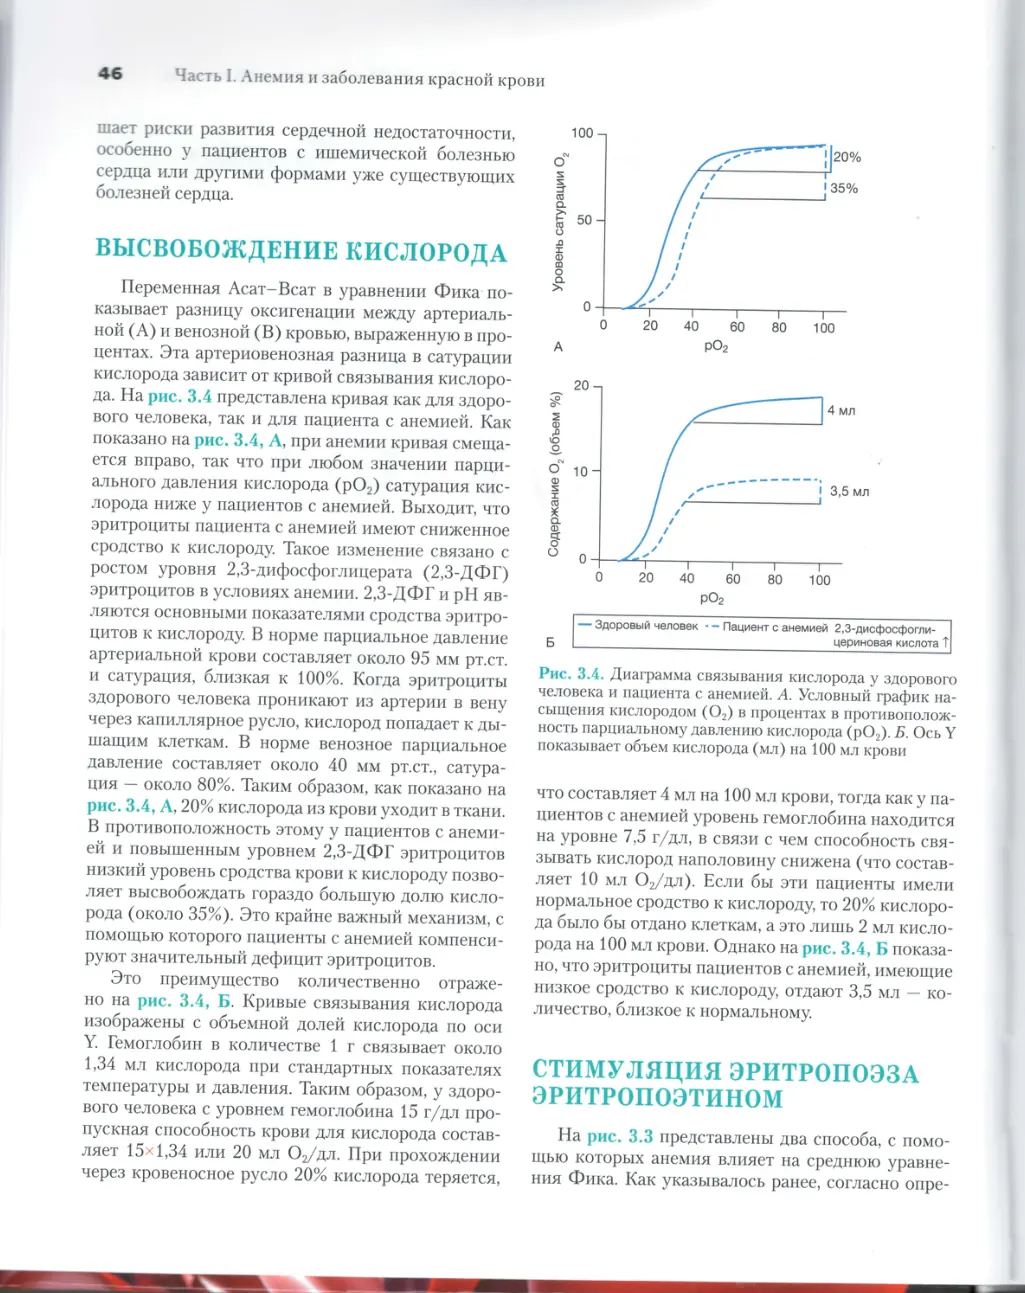 46
Часть I. Анемия и заболевания красной крови
шает риски развития сердечной недостаточности,
особенно у пациентов с ишемической болезнью
сердца или другими формами уже существующих
болезней сердца.
ВЫСВОБОЖДЕНИЕ КИСЛОРОДА
Переменная Асат–Всат в уравнении Фика по-
казывает разницу оксигенации между артериаль-
ной (А) и венозной (В) кровью, выраженную в про-
центах. Эта артериовенозная разница в сатурации
кислорода зависит от кривой связывания кислоро-
да. На рис. 3.4 представлена кривая как для здоро-
вого человека, так и для пациента с анемией. Как
показано на рис. 3.4, А, при анемии кривая смеща-
ется вправо, так что при любом значении парци-
ального давления кислорода (pO₂) сатурация кис-
лорода ниже у пациентов с анемией. Выходит, что
эритроциты пациента с анемией имеют сниженное
сродство к кислороду. Такое изменение связано с
ростом уровня 2,3-дифосфоглицерата (2,3-ДФГ)
эритроцитов в условиях анемии. 2,3-ДФГ и pH яв-
ляются основными показателями сродства эритро-
цитов к кислороду. В норме парциальное давление
артериальной крови составляет около 95 мм рт.ст.
и сатурация, близкая к 100%. Когда эритроциты
здорового человека проникают из артерии в вену
через капиллярное русло, кислород попадает к ды-
шащим клеткам. В норме венозное парциальное
давление составляет около 40 мм рт.ст., сатура-
ция — около 80%. Таким образом, как показано на
рис. 3.4, А, 20% кислорода из крови уходит в ткани.
В противоположность этому у пациентов с анеми-
ей и повышенным уровнем 2,3-ДФГ эритроцитов
низкий уровень сродства крови к кислороду позво-
ляет высвобождать гораздо большую долю кисло-
рода (около 35%). Это крайне важный механизм, с
помощью которого пациенты с анемией компенси-
руют значительный дефицит эритроцитов.
Это преимущество количественно отраже-
но на рис. 3.4, Б. Кривые связывания кислорода
изображены с объемной долей кислорода по оси
Y. Гемоглобин в количестве 1 г связывает около
1,34 мл кислорода при стандартных показателях
температуры и давления. Таким образом, у здоро-
вого человека с уровнем гемоглобина 15 г/дл про-
пускная способность крови для кислорода состав-
ляет 15×1,34 или 20 мл O₂/дл. При прохождении
через кровеносное русло 20% кислорода теряется,
Уровень сатурации O₂
100
50
0
20%
35%
0 20 40 60 80 100
А
pO₂
Содержание O₂ (объем %)
20
10
0
4 мл
3,5 мл
0 20 40 60 80 100
pO₂
Б
Здоровый человек
Пациент с анемией
2,3-дисфосфогли-
цериновая кислота ↑
Рис. 3.4. Диаграмма связывания кислорода у здорового
человека и пациента с анемией. А. Условный график на-
сыщения кислородом (O₂) в процентах в противополож-
ность парциальному давлению кислорода (pO₂). Б. Ось Y
показывает объем кислорода (мл) на 100 мл крови
что составляет 4 мл на 100 мл крови, тогда как у па-
циентов с анемией уровень гемоглобина находится
на уровне 7,5 г/дл, в связи с чем способность свя-
зывать кислород наполовину снижена (что состав-
ляет 10 мл O₂/дл). Если бы эти пациенты имели
нормальное сродство к кислороду, то 20% кислоро-
да было бы отдано клеткам, а это лишь 2 мл кисло-
рода на 100 мл крови. Однако на рис. 3.4, Б показа-
но, что эритроциты пациентов с анемией, имеющие
низкое сродство к кислороду, отдают 3,5 мл — ко-
личество, близкое к нормальному.
СТИМУЛЯЦИЯ ЭРИТРОПОЭЗА
ЭРИТРОПОЭТИНОМ
На рис. 3.3 представлены два способа, с помо-
щью которых анемия влияет на среднюю уравне-
ния Фика. Как указывалось ранее, согласно опре-